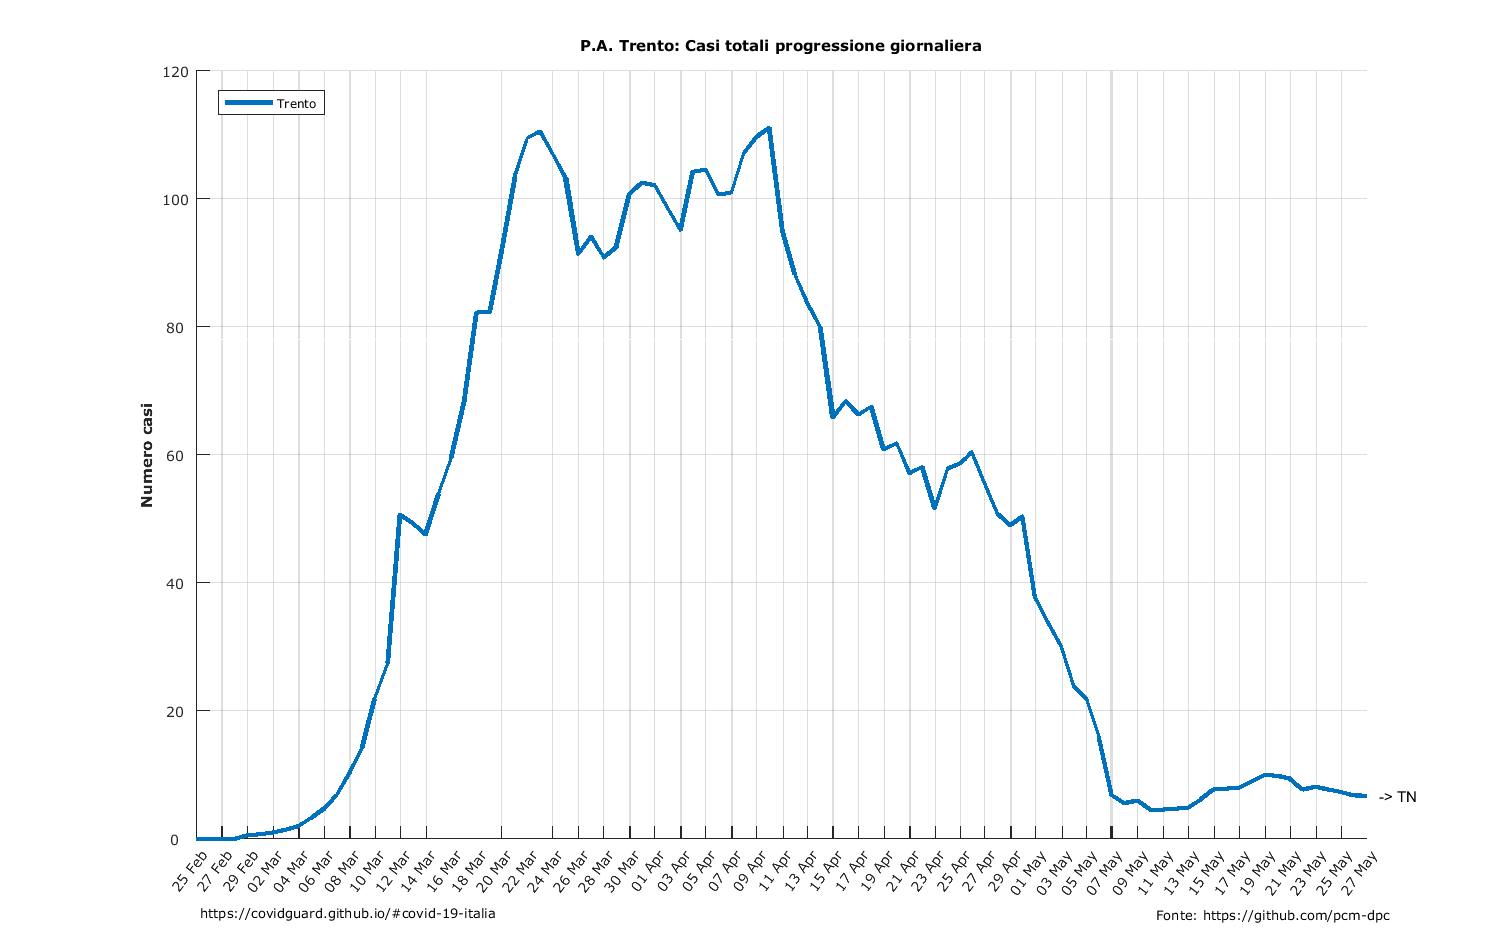 P.A. Trento: Casi totali progressione giornaliera
Trento
Numero casi
120
100
80
60
40
20
0
-> TN
25 Feb
27 Feb
29 Feb
02 Mar
04 Mar
06 Mar
08 Mar
10 Mar
12 Mar
14 Mar
16 Mar
18 Mar
20 Mar
22 Mar
24 Mar
26 Mar
28 Mar
30 Mar
01 Apr
03 Apr
05 Apr
07 Apr
09 Apr
11 Apr
13 Apr
15 Apr
17 Apr
19 Apr
21 Apr
23 Apr
25 Apr
27 Apr
29 Apr
01 May
03 May
05 May
07 May
09 May
11 May
13 May
15 May
17 May
19 May
21 May
23 May
25 May
27 May
https://covidguard.github.io/#covid-19-italia
Fonte: https://github.com/pcm-dpc